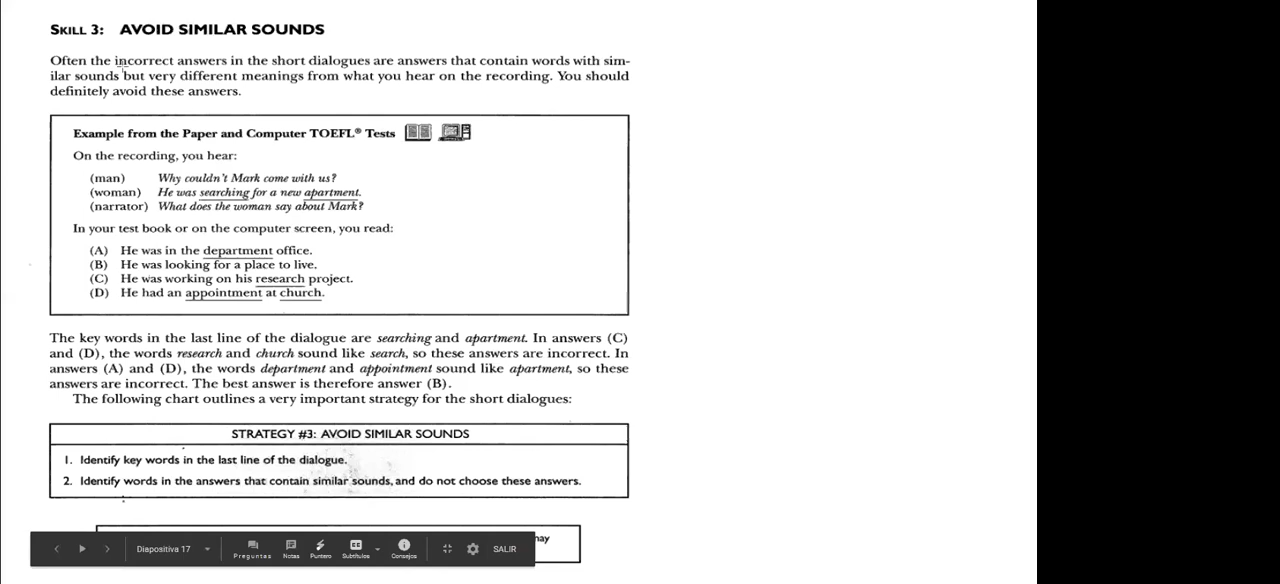 SKILL 3: AVOID SIMILAR SOUNDS
Often the incorrect answers in the short dialogues are answers that contain words with sim-
ilar sounds but very different meanings from what you hear on the recording. You should
definitely avoid these answers.
Example from the Paper and Computer TOEFL® Tests
On the recording, you hear:
(man) Why couldn't Mark come with us?
(woman) He was searching for a new apartment.
(narrator) What does the woman say about Mark?
In your test book or on the computer screen, you read:
(A) He was in the department office.
(B) He was looking for a place to live.
(C) He was working on his research project.
(D) He had an appointment at church.
The key words in the last line of the dialogue are searching and apartment. In answers (C)
and (D), the words research and church sound like search, so these answers are incorrect. In
answers (A) and (D), the words department and appointment sound like apartment, so these
answers are incorrect. The best answer is therefore answer (B).
The following chart outlines a very important strategy for the short dialogues:
STRATEGY #3: AVOID SIMILAR SOUNDS
1. Identify key words in the last line of the dialogue.
2. Identify words in the answers that contain similar sounds, and do not choose these answers.
Diapositiva 17 Preguntas Notas Puntero Subtítulos Consejos SALIR